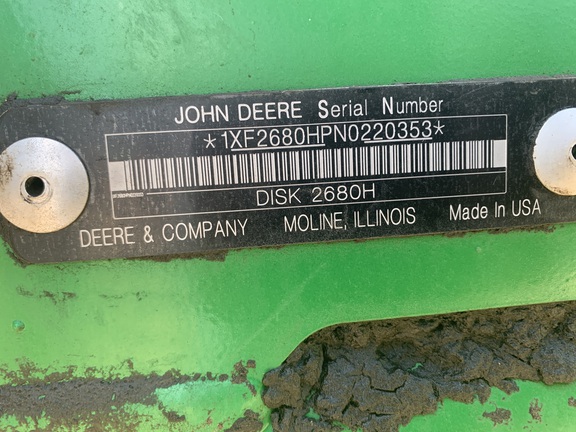 JOHN DEERE Serial Number
*1XF2680HPN0220353*
DISK 2680H
DEERE & COMPANY MOLINE, ILLINOIS Made In USA